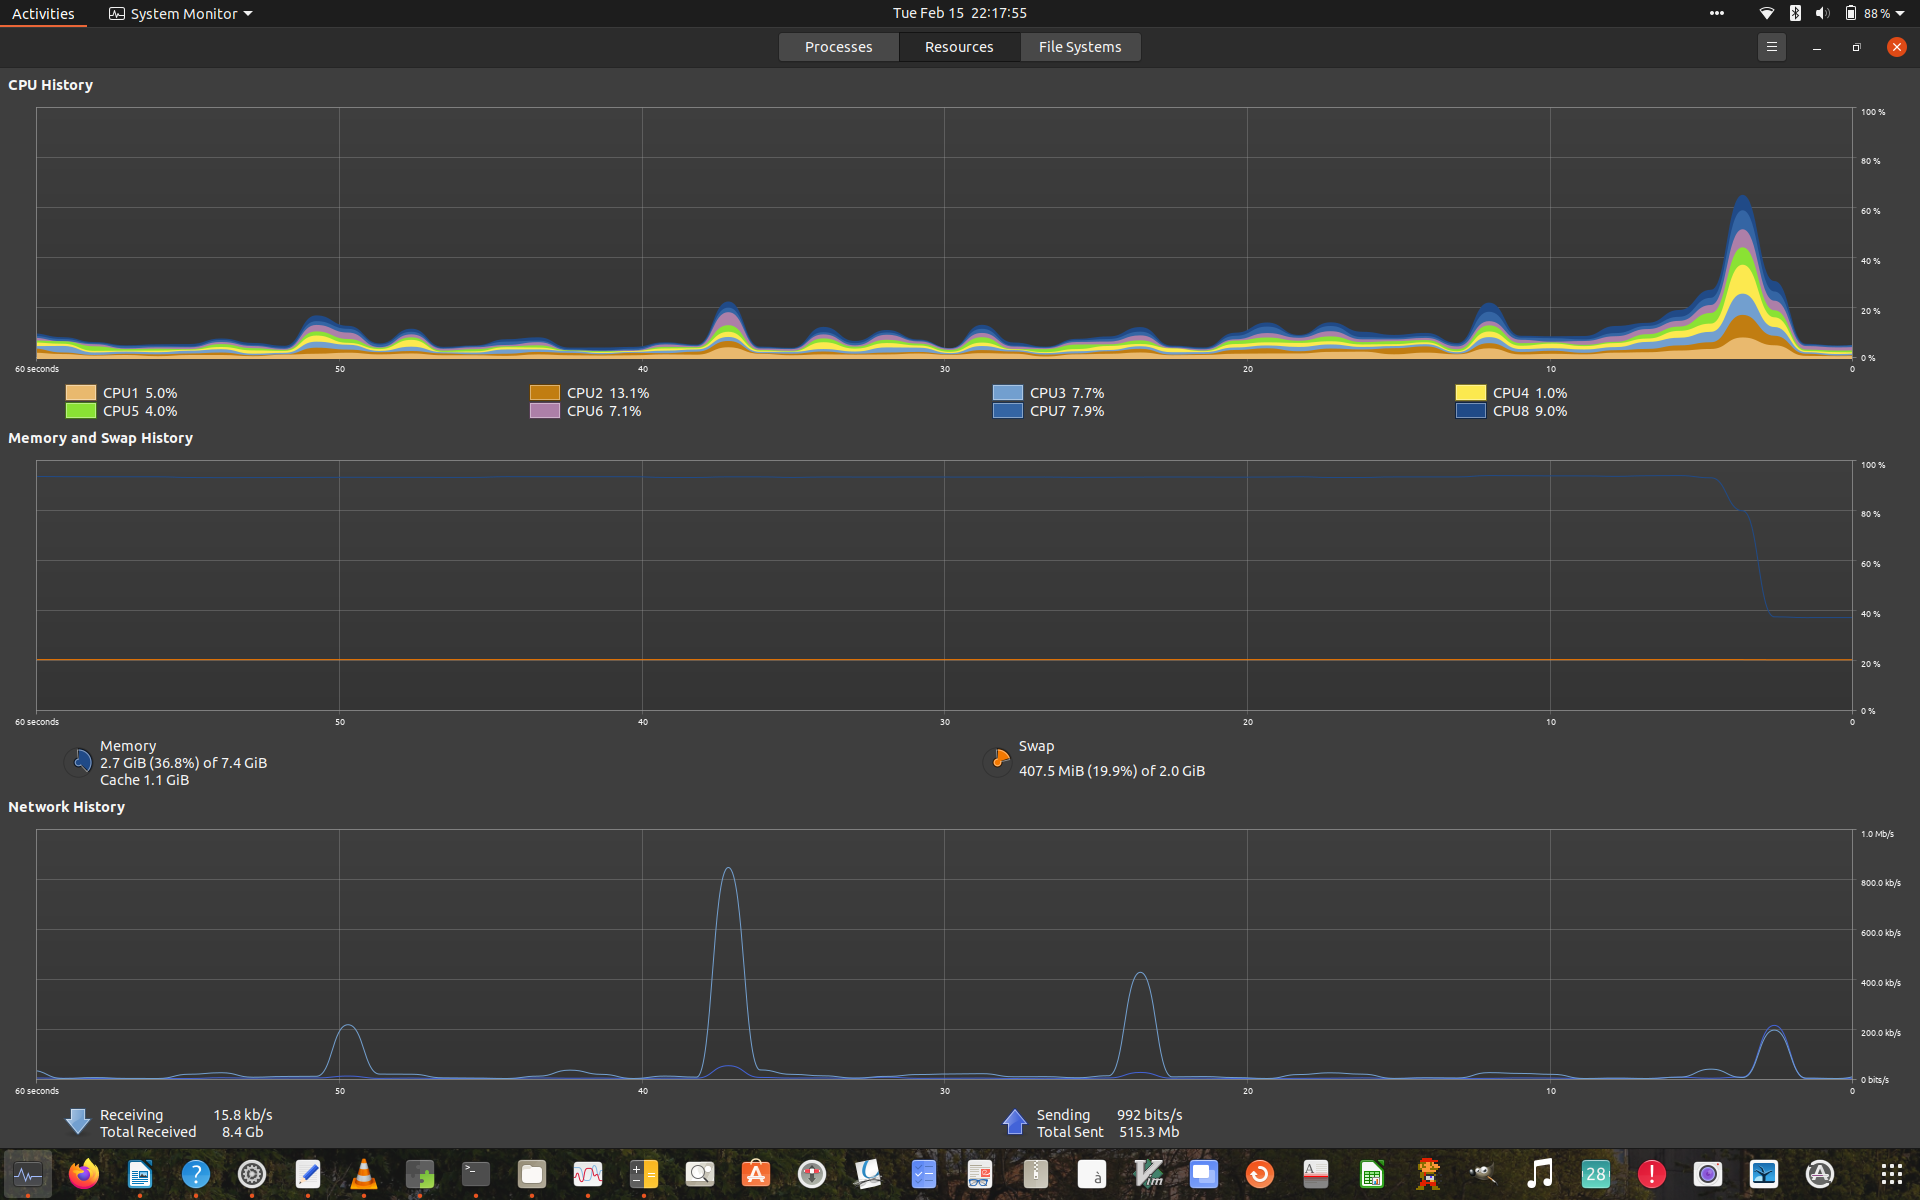 Activities System Monitor Tue Feb 15 22:17:55 88 %
Processes Resources File Systems
CPU History
100 %
80 %
60 %
40 %
20 %
0 %
60 seconds 50 40 30 20 10 0
CPU1 5.0% CPU2 13.1% CPU3 7.7% CPU4 1.0%
CPU5 4.0% CPU6 7.1% CPU7 7.9% CPU8 9.0%
Memory and Swap History
100 %
80 %
60 %
40 %
20 %
0 %
60 seconds 50 40 30 20 10 0
Memory
2.7 GiB (36.8%) of 7.4 GiB
Cache 1.1 GiB
Swap
407.5 MiB (19.9%) of 2.0 GiB
Network History
1.0 Mb/s
800.0 kb/s
600.0 kb/s
400.0 kb/s
200.0 kb/s
0 bits/s
60 seconds 50 40 30 20 10 0
Receiving 15.8 kb/s
Total Received 8.4 Gb
Sending 992 bits/s
Total Sent 515.3 Mb
à Vim 28